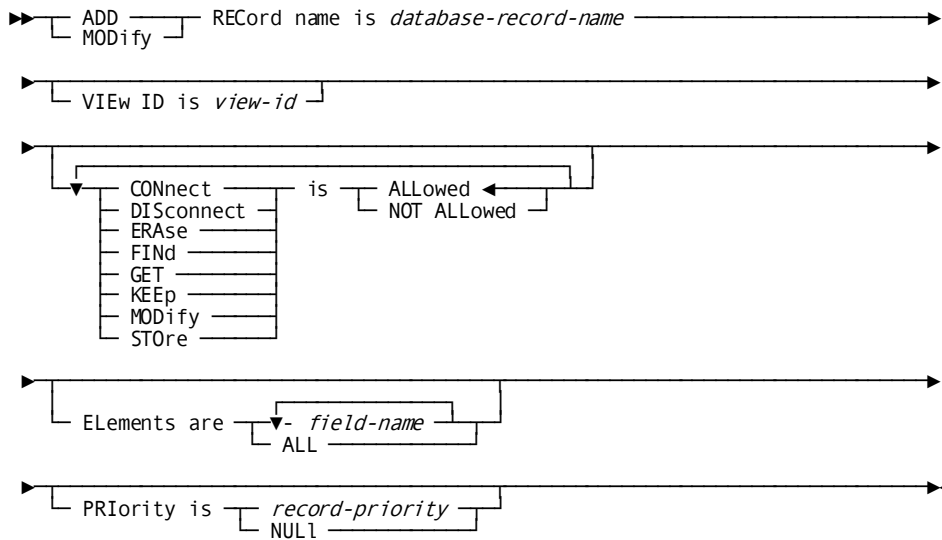 ADD RECord name is database-record-name
MODify
VIEw ID is view-id
CONnect is ALLowed
DISconnect NOT ALLowed
ERAse
FINd
GET
KEEp
MODify
STOre
ELements are field-name
ALL
PRIority is record-priority
NULl